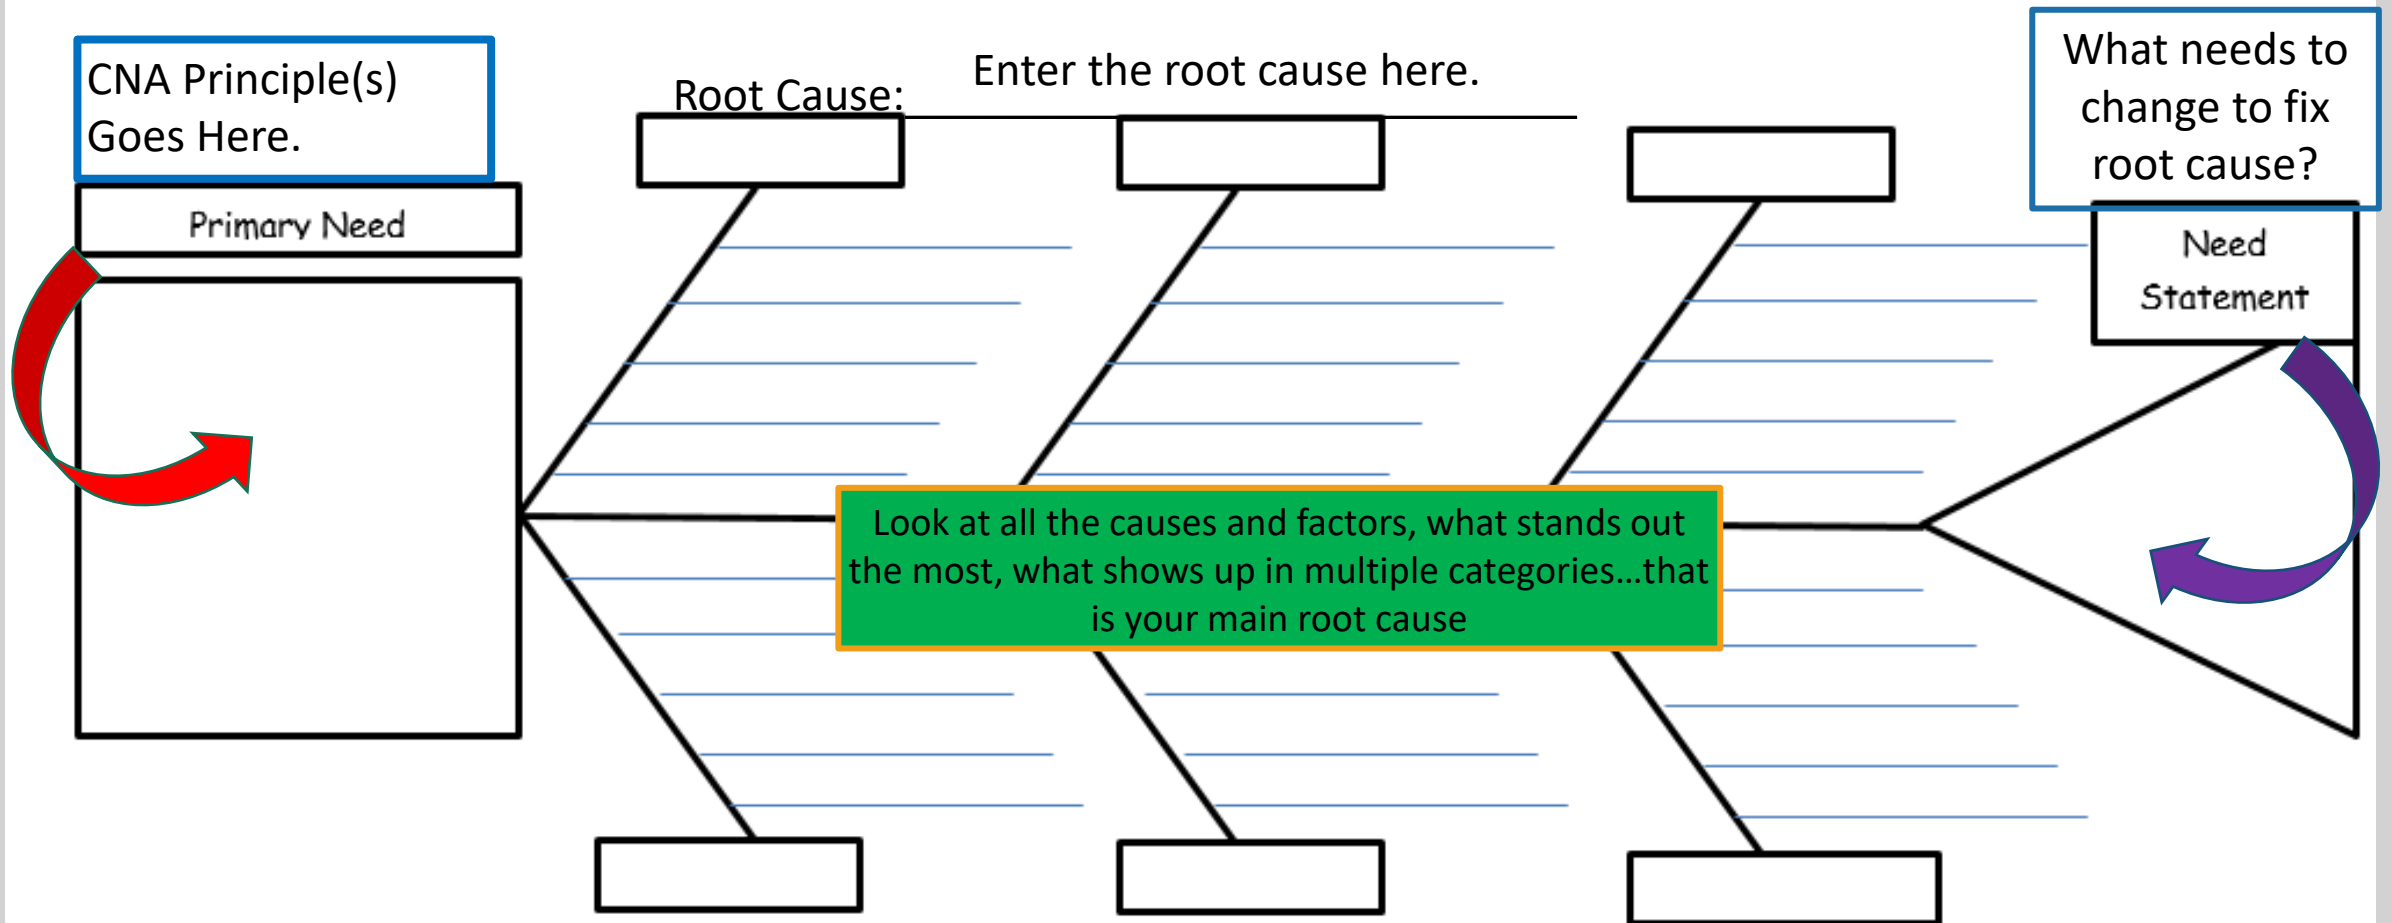 CNA Principle(s)
Goes Here.
Root Cause:
Enter the root cause here.
What needs to
change to fix
root cause?
Primary Need
Need
Statement
Look at all the causes and factors, what stands out
the most, what shows up in multiple categories…that
is your main root cause